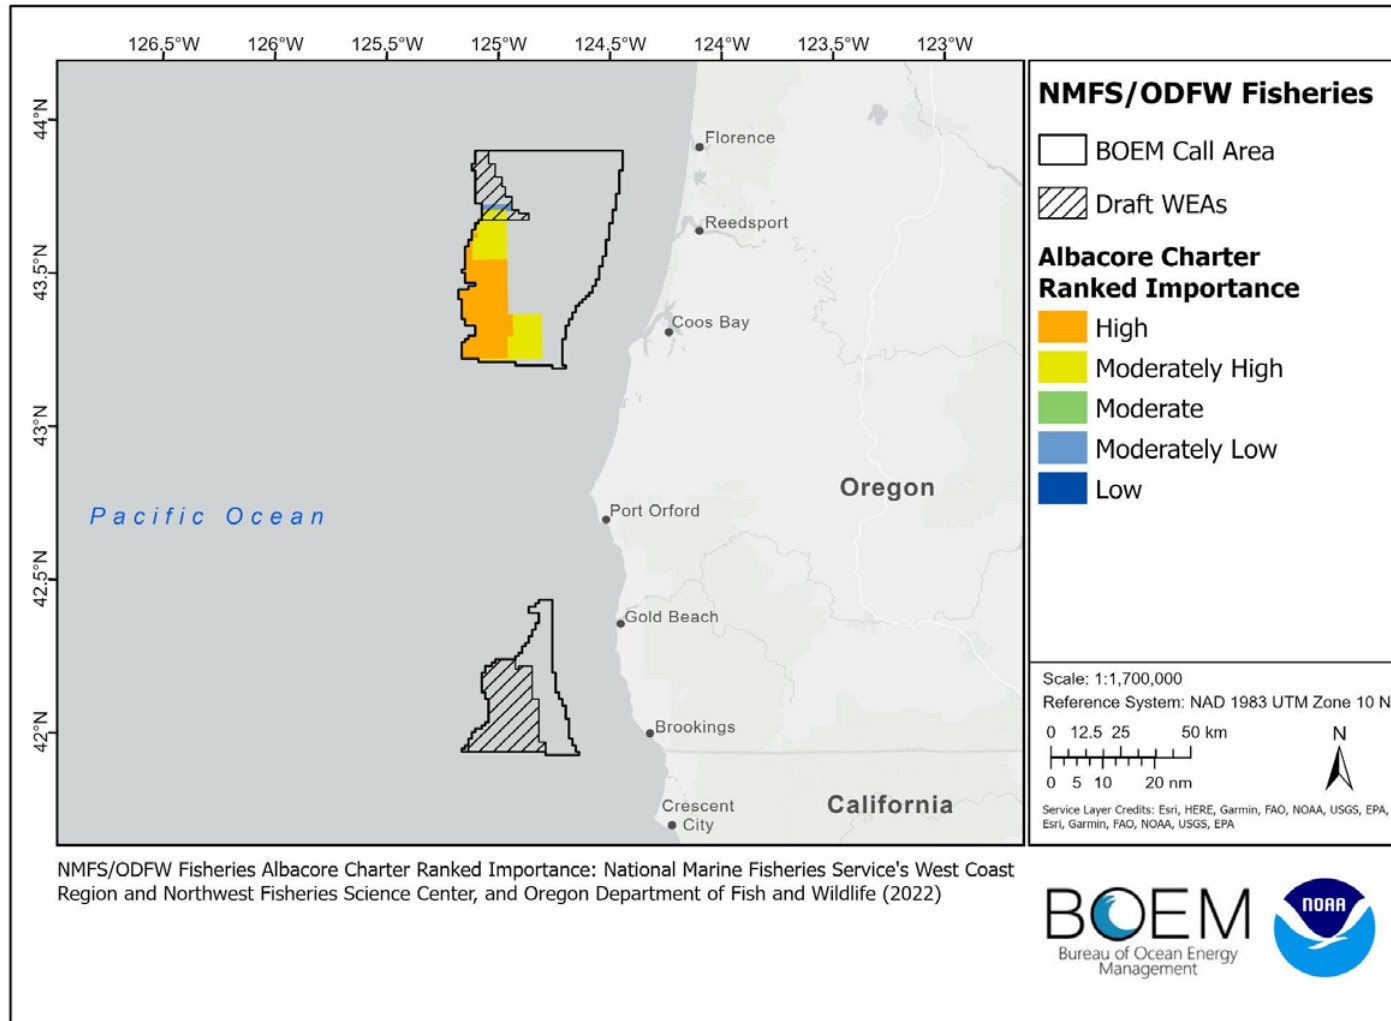 126.5°W 126°W 125.5°W 125°W 124.5°W 124°W 123.5°W 123°W
44°N
43.5°N
43°N
42.5°N
42°N
Florence
Reedsport
Coos Bay
Oregon
Pacific Ocean
Port Orford
Gold Beach
Brookings
Crescent
City
California
NMFS/ODFW Fisheries
BOEM Call Area
Draft WEAs
Albacore Charter
Ranked Importance
High
Moderately High
Moderate
Moderately Low
Low
Scale: 1:1,700,000
Reference System: NAD 1983 UTM Zone 10 N
0 12.5 25 50 km
0 5 10 20 nm
N
Service Layer Credits: Esri, HERE, Garmin, FAO, NOAA, USGS, EPA,
Esri, Garmin, FAO, NOAA, USGS, EPA
NMFS/ODFW Fisheries Albacore Charter Ranked Importance: National Marine Fisheries Service's West Coast
Region and Northwest Fisheries Science Center, and Oregon Department of Fish and Wildlife (2022)
BOEM
Bureau of Ocean Energy
Management
NOAA